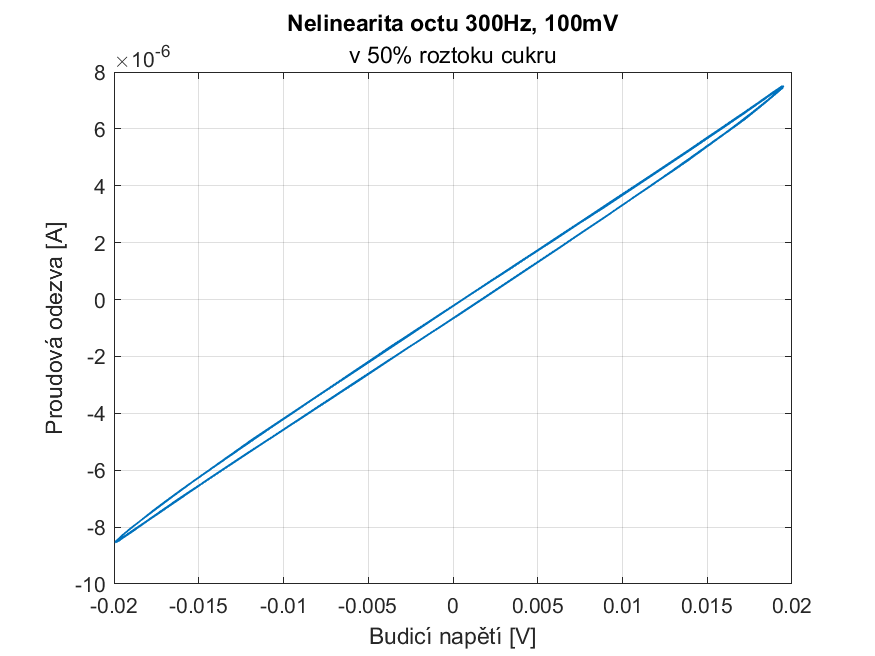 Nelinearita octu 300Hz, 100mV
v 50% roztoku cukru
×10^-6
8
6
4
2
0
-2
-4
-6
-8
-10
Proudová odezva [A]
-0.02 -0.015 -0.01 -0.005 0 0.005 0.01 0.015 0.02
Budicí napětí [V]